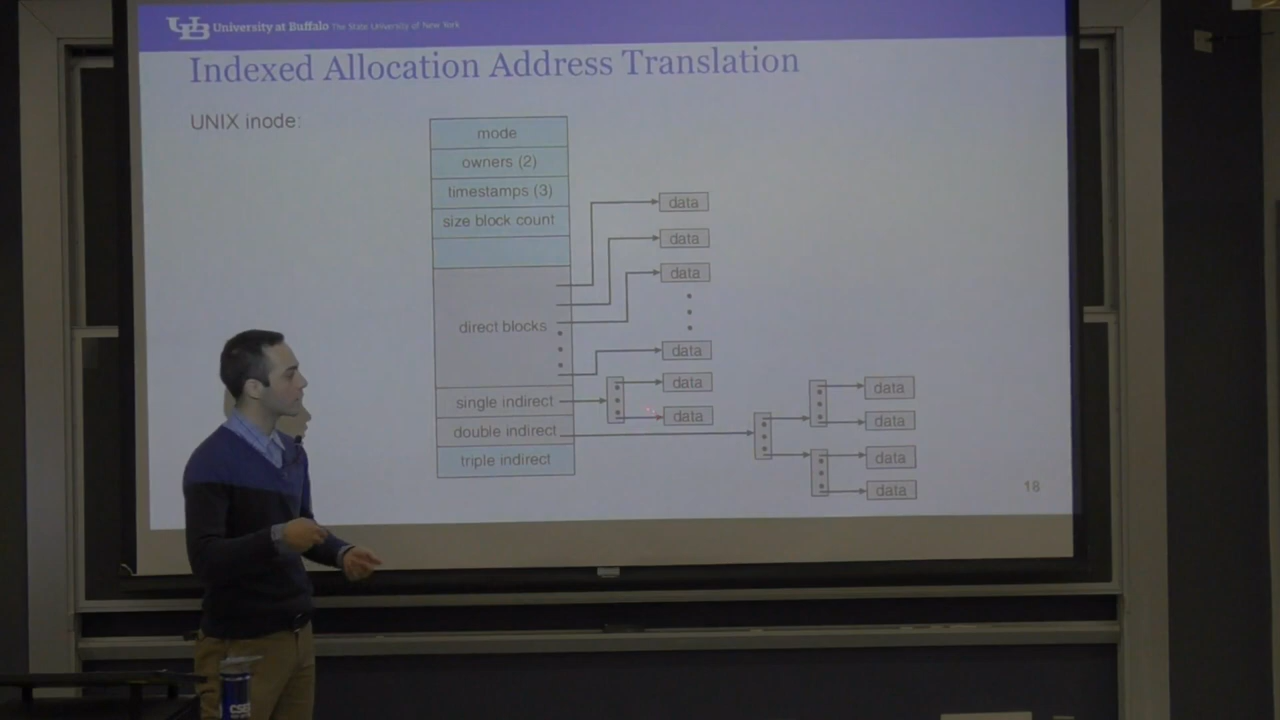 UB University at Buffalo The State University of New York
Indexed Allocation Address Translation
UNIX inode:
mode
owners (2)
timestamps (3)
size block count
direct blocks
single indirect
double indirect
triple indirect
data
data
data
data
data
data
data
data
data
data
18
CSE